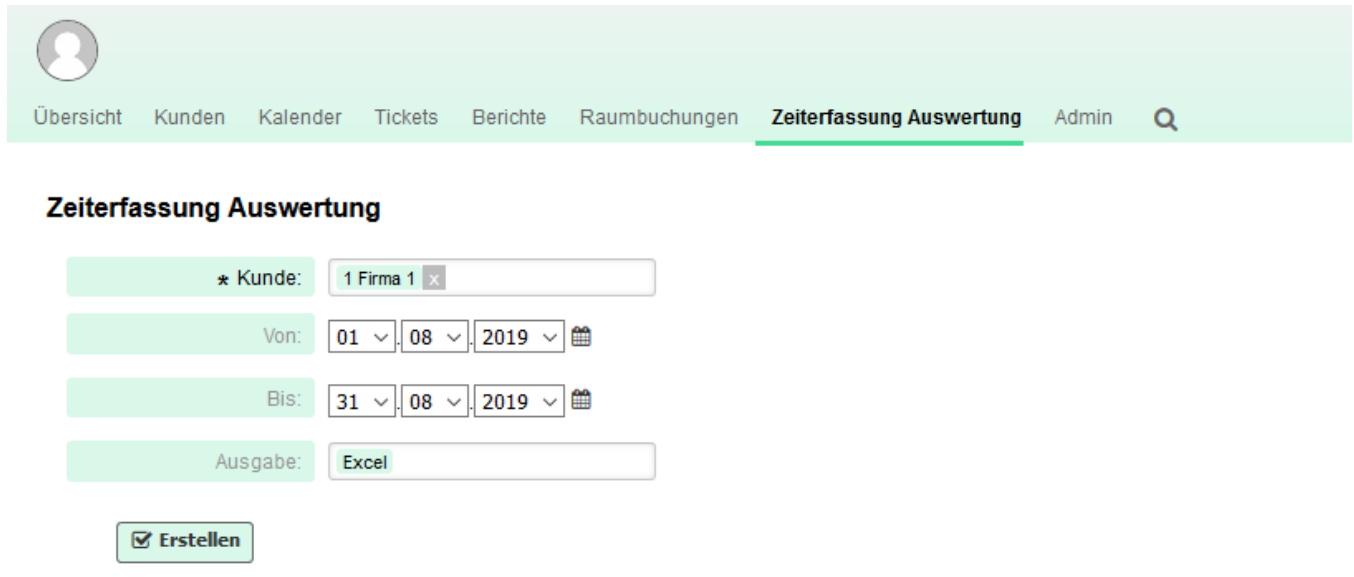 Übersicht Kunden Kalender Tickets Berichte Raumbuchungen Zeiterfassung Auswertung Admin
Zeiterfassung Auswertung
* Kunde: 1 Firma 1 x
Von: 01 . 08 . 2019
Bis: 31 . 08 . 2019
Ausgabe: Excel
Erstellen